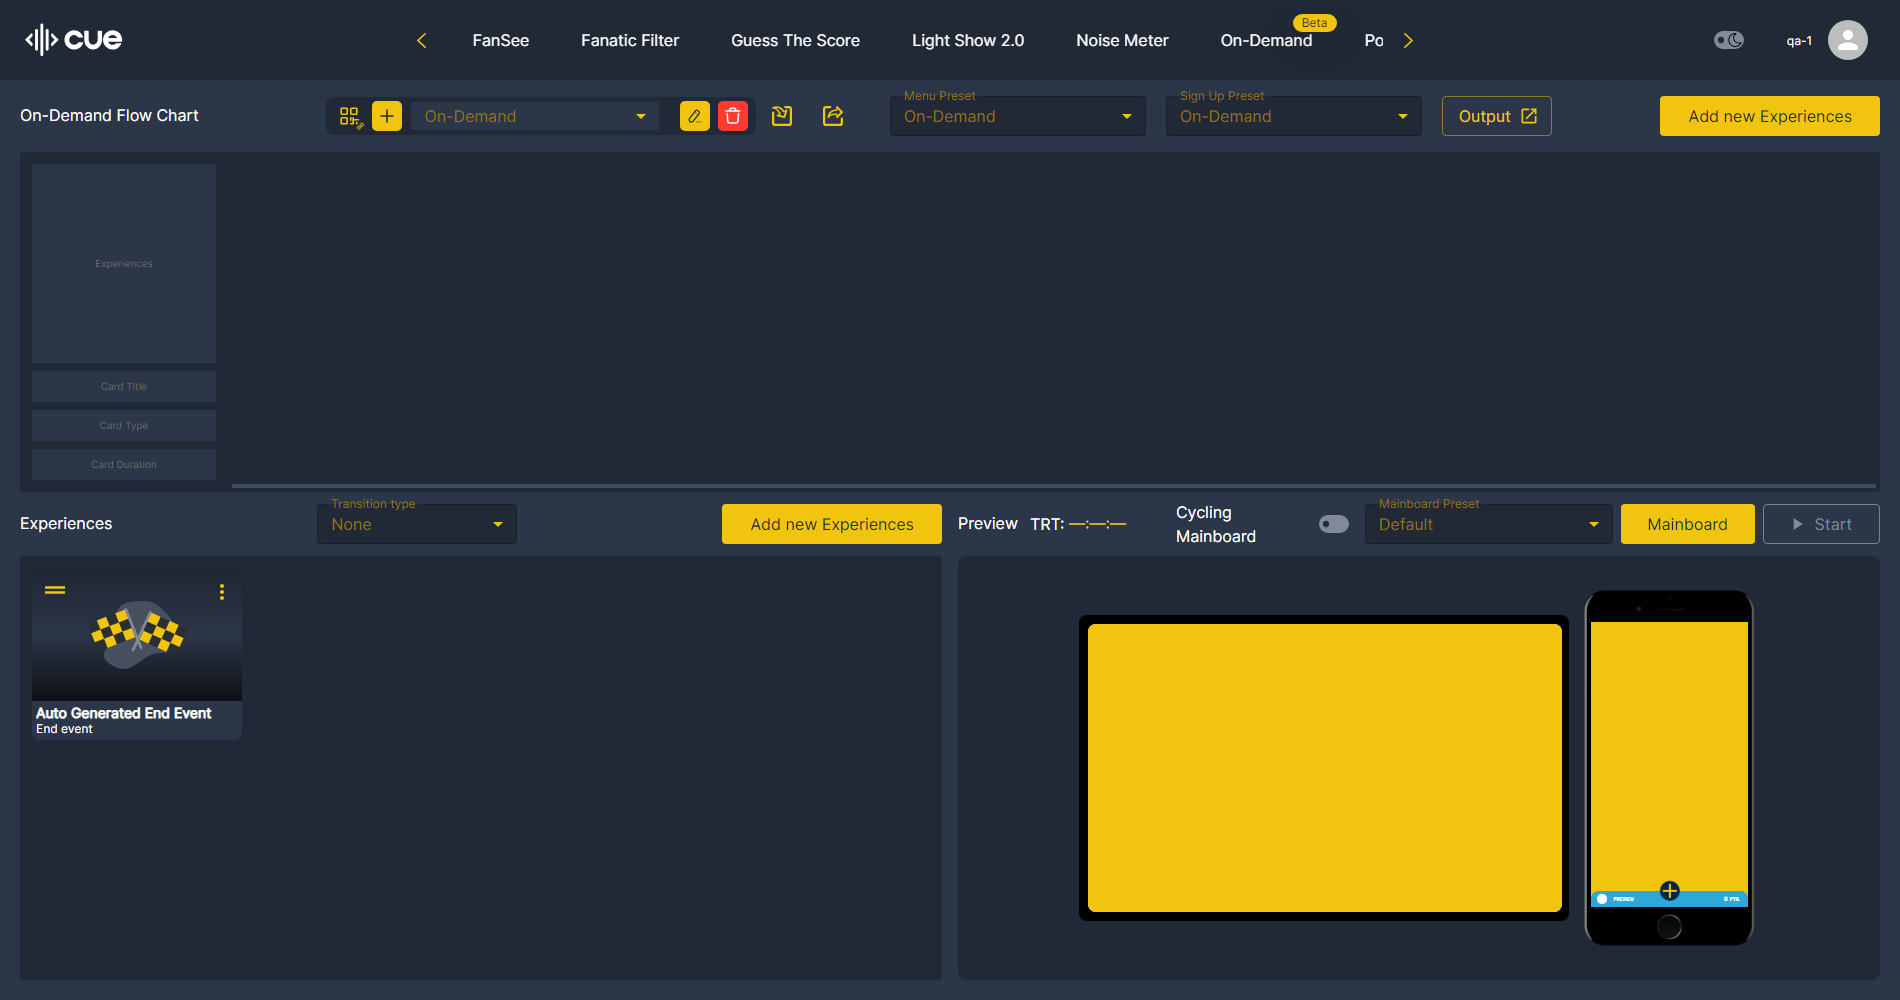 cue
FanSee
Fanatic Filter
Guess The Score
Light Show 2.0
Noise Meter
On-Demand
Beta
Po
qa-1
On-Demand Flow Chart
On-Demand
Menu Preset
On-Demand
Sign Up Preset
On-Demand
Output
Add new Experiences
Experiences
Card Title
Card Type
Card Duration
Experiences
Transition type
None
Add new Experiences
Preview
TRT: —:—:—
Cycling
Mainboard
Mainboard Preset
Default
Mainboard
Start
Auto Generated End Event
End event
PREVIEW
0 PTS.